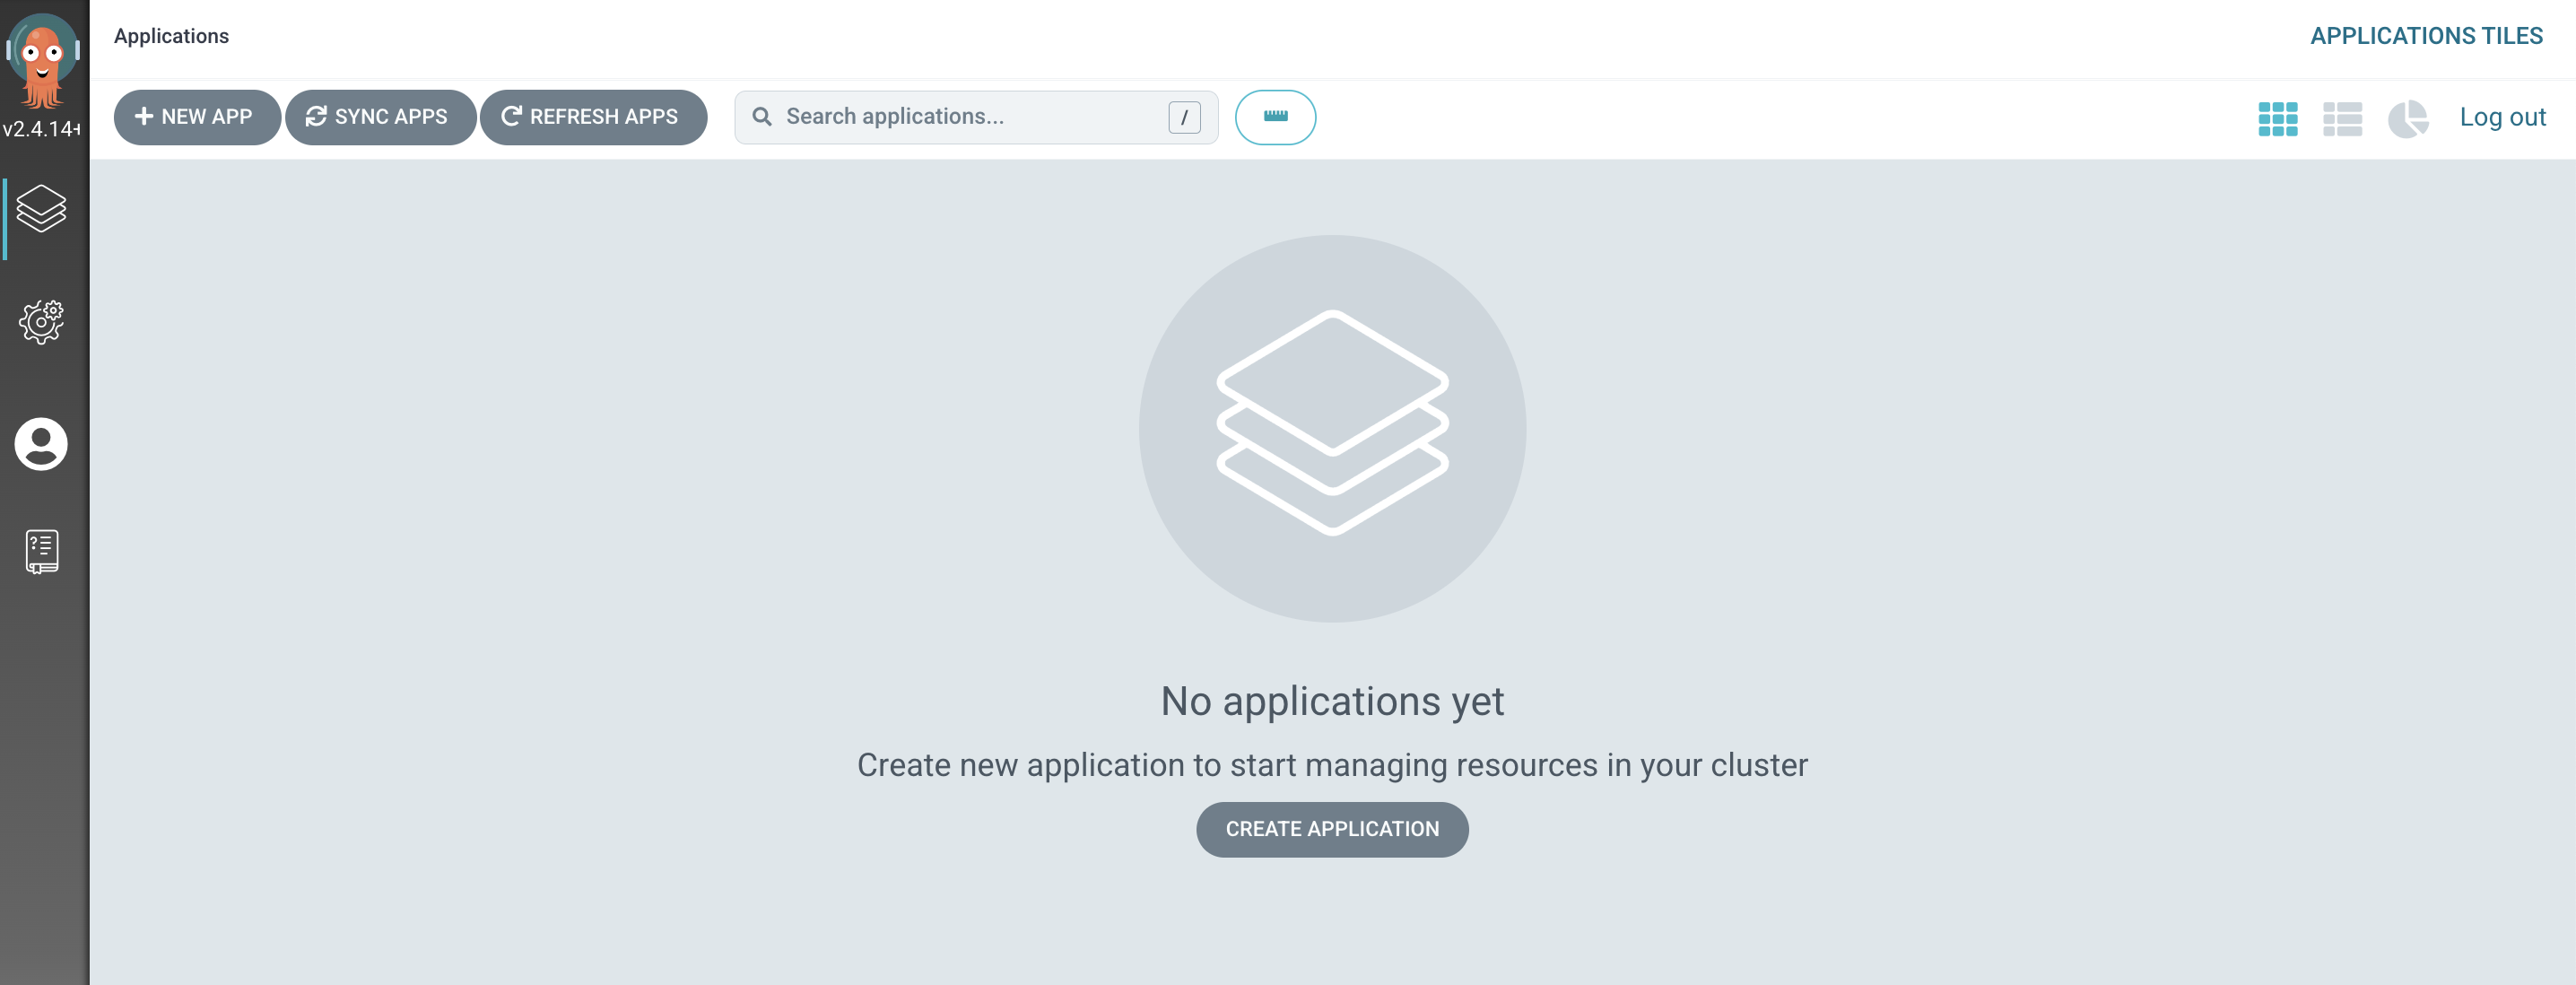 Applications
APPLICATIONS TILES
v2.4.14+
NEW APP
SYNC APPS
REFRESH APPS
Search applications...
/
Log out
No applications yet
Create new application to start managing resources in your cluster
CREATE APPLICATION